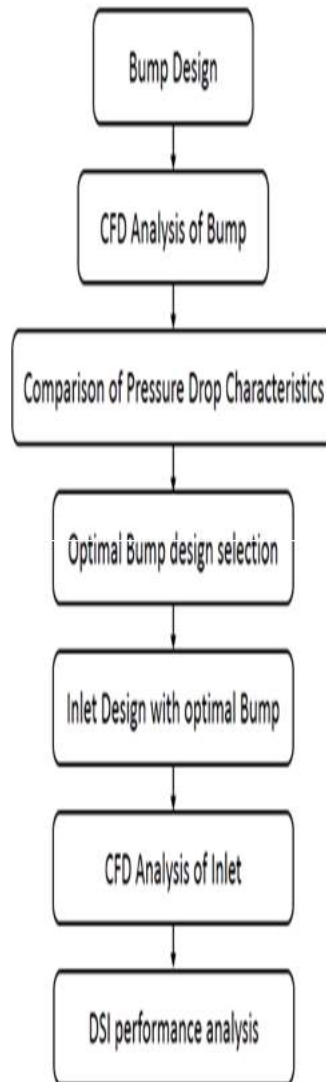 Bump Design
CFD Analysis of Bump
Comparison of Pressure Drop Characteristics
Optimal Bump design selection
Inlet Design with optimal Bump
CFD Analysis of Inlet
DSI performance analysis